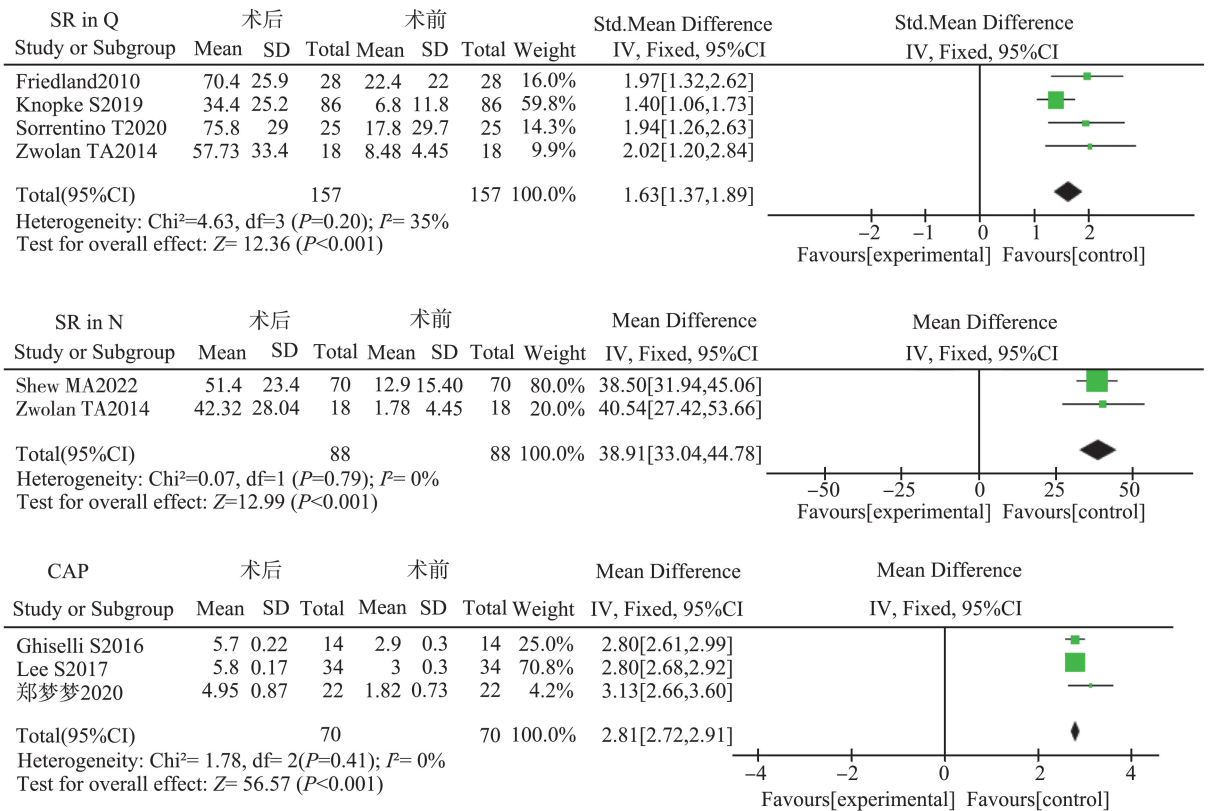 SR in Q 术后 术前 Std.Mean Difference Std.Mean Difference
Study or Subgroup Mean SD Total Mean SD Total Weight IV, Fixed, 95%CI IV, Fixed, 95%CI
Friedland2010 70.4 25.9 28 22.4 22 28 16.0% 1.97[1.32,2.62]
Knopke S2019 34.4 25.2 86 6.8 11.8 86 59.8% 1.40[1.06,1.73]
Sorrentino T2020 75.8 29 25 17.8 29.7 25 14.3% 1.94[1.26,2.63]
Zwolan TA2014 57.73 33.4 18 8.48 4.45 18 9.9% 2.02[1.20,2.84]
Total(95%CI) 157 157 100.0% 1.63[1.37,1.89]
Heterogeneity: Chi²=4.63, df=3 (P=0.20); I²= 35%
Test for overall effect: Z= 12.36 (P<0.001)
−2 −1 0 1 2
Favours[experimental] Favours[control]
SR in N 术后 术前 Mean Difference Mean Difference
Study or Subgroup Mean SD Total Mean SD Total Weight IV, Fixed, 95%CI IV, Fixed, 95%CI
Shew MA2022 51.4 23.4 70 12.9 15.40 70 80.0% 38.50[31.94,45.06]
Zwolan TA2014 42.32 28.04 18 1.78 4.45 18 20.0% 40.54[27.42,53.66]
Total(95%CI) 88 88 100.0% 38.91[33.04,44.78]
Heterogeneity: Chi²=0.07, df=1 (P=0.79); I²= 0%
Test for overall effect: Z=12.99 (P<0.001)
−50 −25 0 25 50
Favours[experimental] Favours[control]
CAP 术后 术前 Mean Difference Mean Difference
Study or Subgroup Mean SD Total Mean SD Total Weight IV, Fixed, 95%CI IV, Fixed, 95%CI
Ghiselli S2016 5.7 0.22 14 2.9 0.3 14 25.0% 2.80[2.61,2.99]
Lee S2017 5.8 0.17 34 3 0.3 34 70.8% 2.80[2.68,2.92]
郑梦梦2020 4.95 0.87 22 1.82 0.73 22 4.2% 3.13[2.66,3.60]
Total(95%CI) 70 70 100.0% 2.81[2.72,2.91]
Heterogeneity: Chi²= 1.78, df= 2(P=0.41); I²= 0%
Test for overall effect: Z= 56.57 (P<0.001)
−4 −2 0 2 4
Favours[experimental] Favours[control]